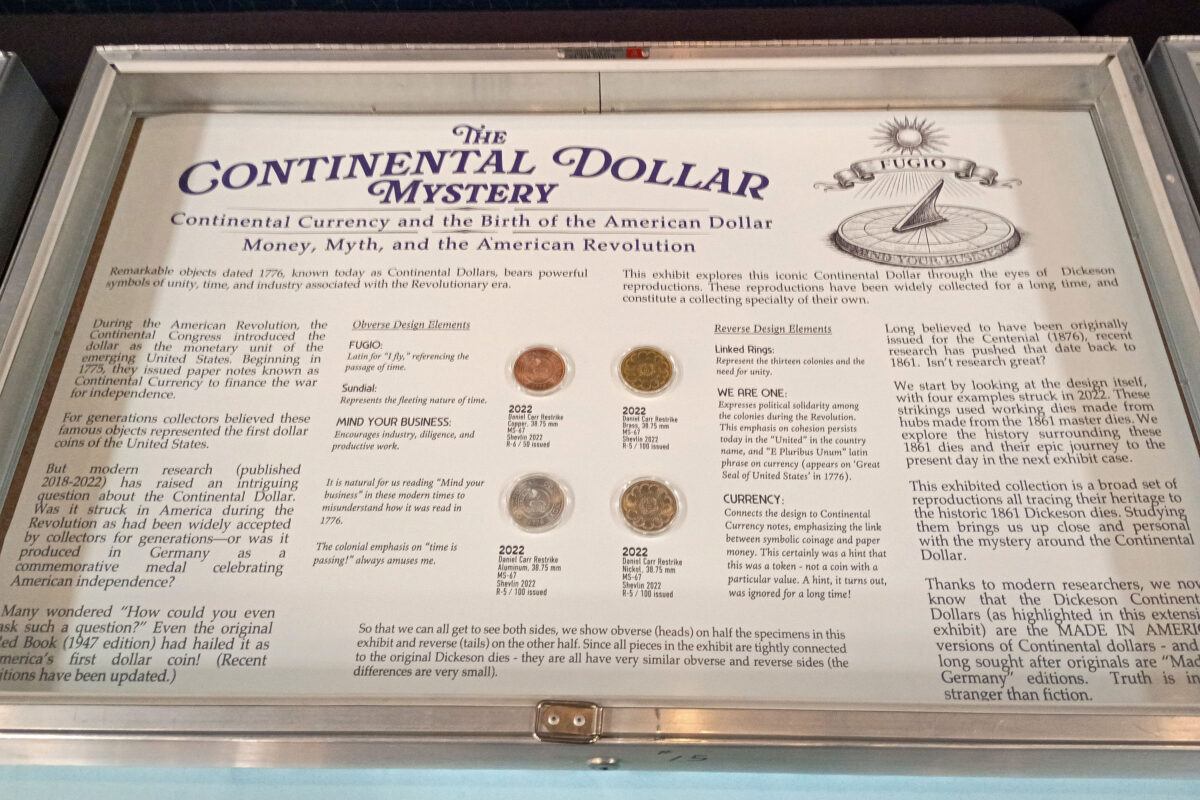 THE
CONTINENTAL DOLLAR
MYSTERY
Continental Currency and the Birth of the American Dollar
Money, Myth, and the American Revolution
FUGIO
MIND YOUR BUSINESS
Remarkable objects dated 1776, known today as Continental Dollars, bears powerful
symbols of unity, time, and industry associated with the Revolutionary era.
This exhibit explores this iconic Continental Dollar through the eyes of Dickeson
reproductions. These reproductions have been widely collected for a long time, and
constitute a collecting specialty of their own.
During the American Revolution, the
Continental Congress introduced the
dollar as the monetary unit of the
emerging United States. Beginning in
1775, they issued paper notes known as
Continental Currency to finance the war
for independence.
For generations collectors believed these
famous objects represented the first dollar
coins of the United States.
But modern research (published
2018-2022) has raised an intriguing
question about the Continental Dollar.
Was it struck in America during the
Revolution as had been widely accepted
by collectors for generations—or was it
produced in Germany as a
commemorative medal celebrating
American independence?
Many wondered "How could you even
ask such a question?" Even the original
Red Book (1947 edition) had hailed it as
America's first dollar coin! (Recent
editions have been updated.)
Obverse Design Elements
FUGIO:
Latin for "I fly," referencing the
passage of time.
Sundial:
Represents the fleeting nature of time.
MIND YOUR BUSINESS:
Encourages industry, diligence, and
productive work.
It is natural for us reading "Mind your
business" in these modern times to
misunderstand how it was read in
1776.
The colonial emphasis on "time is
passing!" always amuses me.
2022
Daniel Carr Restrike
Copper, 38.75 mm
MS-67
Shevlin 2022
R-6 / 50 issued
2022
Daniel Carr Restrike
Brass, 38.75 mm
MS-67
Shevlin 2022
R-5 / 100 issued
2022
Daniel Carr Restrike
Aluminum, 38.75 mm
MS-67
Shevlin 2022
R-5 / 100 issued
2022
Daniel Carr Restrike
Nickel, 38.75 mm
MS-67
Shevlin 2022
R-5 / 100 issued
So that we can all get to see both sides, we show obverse (heads) on half the specimens in this
exhibit and reverse (tails) on the other half. Since all pieces in the exhibit are tightly connected
to the original Dickeson dies - they are all have very similar obverse and reverse sides (the
differences are very small).
Reverse Design Elements
Linked Rings:
Represent the thirteen colonies and the
need for unity.
WE ARE ONE:
Expresses political solidarity among
the colonies during the Revolution.
This emphasis on cohesion persists
today in the "United" in the country
name, and "E Pluribus Unum" latin
phrase on currency (appears on 'Great
Seal of United States' in 1776).
CURRENCY:
Connects the design to Continental
Currency notes, emphasizing the link
between symbolic coinage and paper
money. This certainly was a hint that
this was a token - not a coin with a
particular value. A hint, it turns out,
was ignored for a long time!
Long believed to have been originally
issued for the Centenial (1876), recent
research has pushed that date back to
1861. Isn't research great?
We start by looking at the design itself,
with four examples struck in 2022. These
strikings used working dies made from
hubs made from the 1861 master dies. We
explore the history surrounding these
1861 dies and their epic journey to the
present day in the next exhibit case.
This exhibited collection is a broad set of
reproductions all tracing their heritage to
the historic 1861 Dickeson dies. Studying
them brings us up close and personal
with the mystery around the Continental
Dollar.
Thanks to modern researchers, we now
know that the Dickeson Continent
Dollars (as highlighted in this extensi
exhibit) are the MADE IN AMERIC
versions of Continental dollars - and
long sought after originals are "Mad
Germany" editions. Truth is in
stranger than fiction.
#15